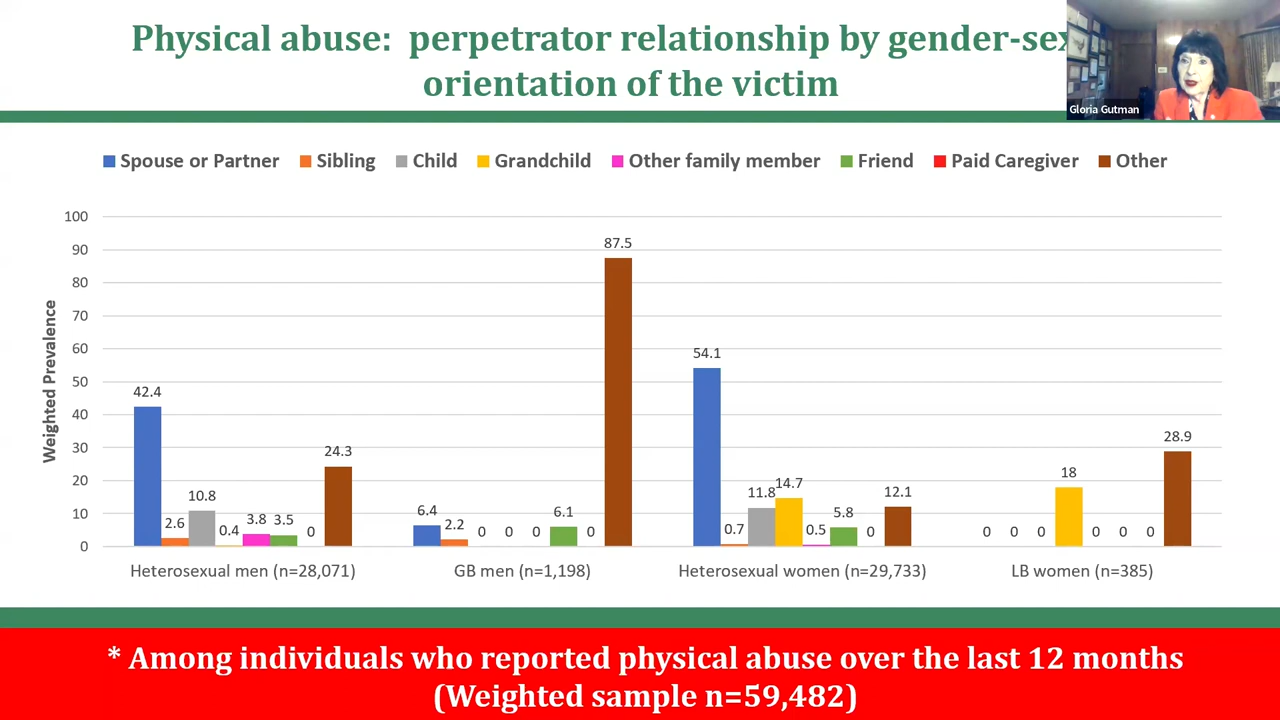 Physical abuse: perpetrator relationship by gender-sex
orientation of the victim
Gloria Gutman
Spouse or Partner Sibling Child Grandchild Other family member Friend Paid Caregiver Other
Weighted Prevalence
100
90
80
70
60
50
40
30
20
10
0
42.4 2.6 10.8 0.4 3.8 3.5 0 24.3
6.4 2.2 0 0 0 6.1 0 87.5
54.1 0.7 11.8 14.7 0.5 5.8 0 12.1
0 0 0 18 0 0 0 28.9
Heterosexual men (n=28,071) GB men (n=1,198) Heterosexual women (n=29,733) LB women (n=385)
* Among individuals who reported physical abuse over the last 12 months
(Weighted sample n=59,482)